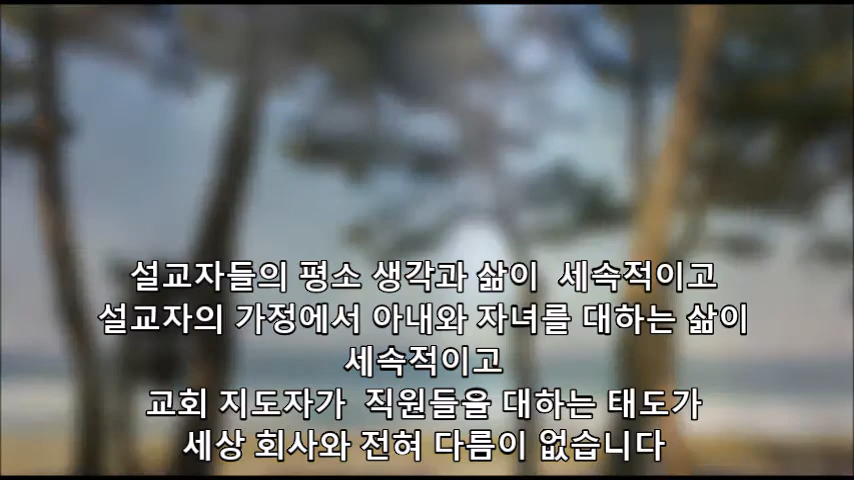 설교자들의 평소 생각과 삶이  세속적이고
설교자의 가정에서 아내와 자녀를 대하는 삶이
세속적이고
교회 지도자가  직원들을 대하는 태도가
세상 회사와 전혀 다름이 없습니다